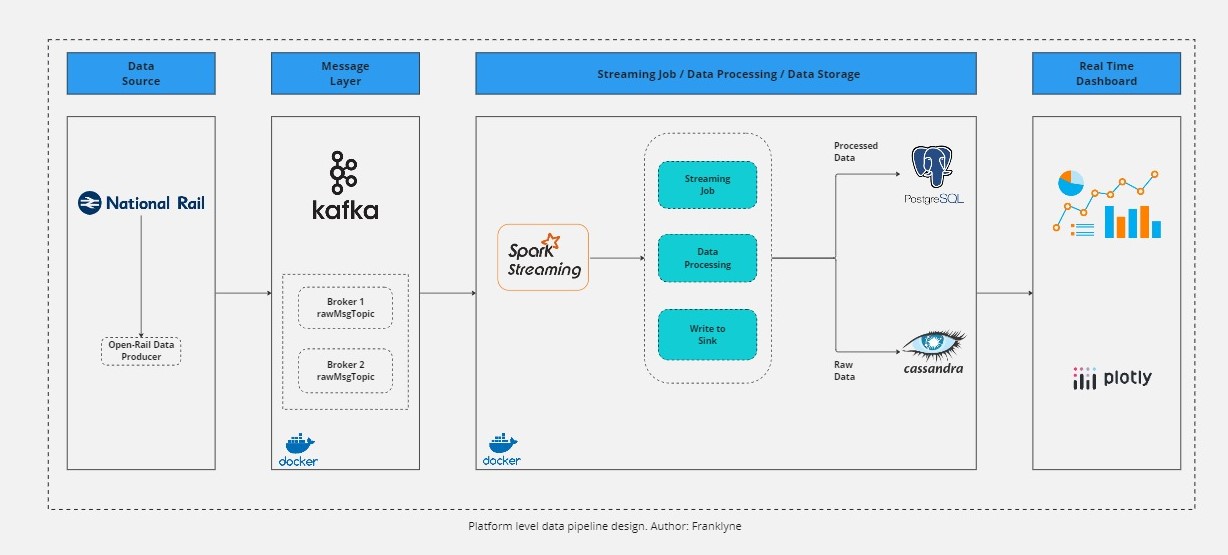 Data
Source
Message
Layer
Streaming Job / Data Processing / Data Storage
Real Time
Dashboard
National Rail
Open-Rail Data
Producer
kafka
Broker 1
rawMsgTopic
Broker 2
rawMsgTopic
docker
Spark
Streaming
Streaming
Job
Data
Processing
Write to
Sink
Processed
Data
PostgreSQL
Raw
Data
cassandra
docker
plotly
Platform level data pipeline design. Author: Franklyne